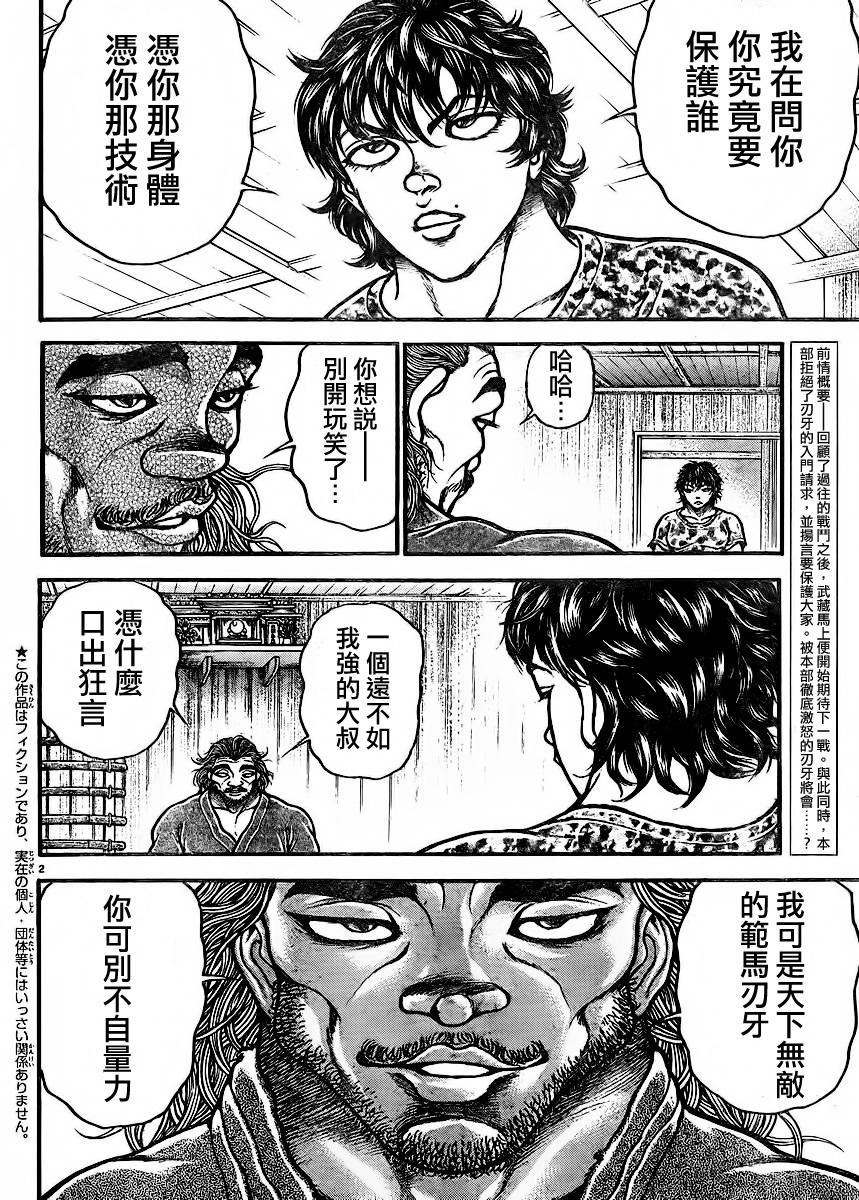 我在問你
你究竟要
保護誰
憑你那身體
憑你那技術
前情概要——回顧了過往的戰鬥之後，武藏馬上便開始期待下一戰。與此同時，本
部拒絕了刃牙的入門請求，並揚言要保護大家。被本部徹底激怒的刃牙將會……？
哈哈…
你想說——
別開玩笑了…
一個遠不如
我強的大叔
憑什麼
口出狂言
我可是天下無敵
的範馬刃牙
你可別不自量力
★この作品はフィクションであり、実在の個人・団体等にはいっさい関係ありません。
2